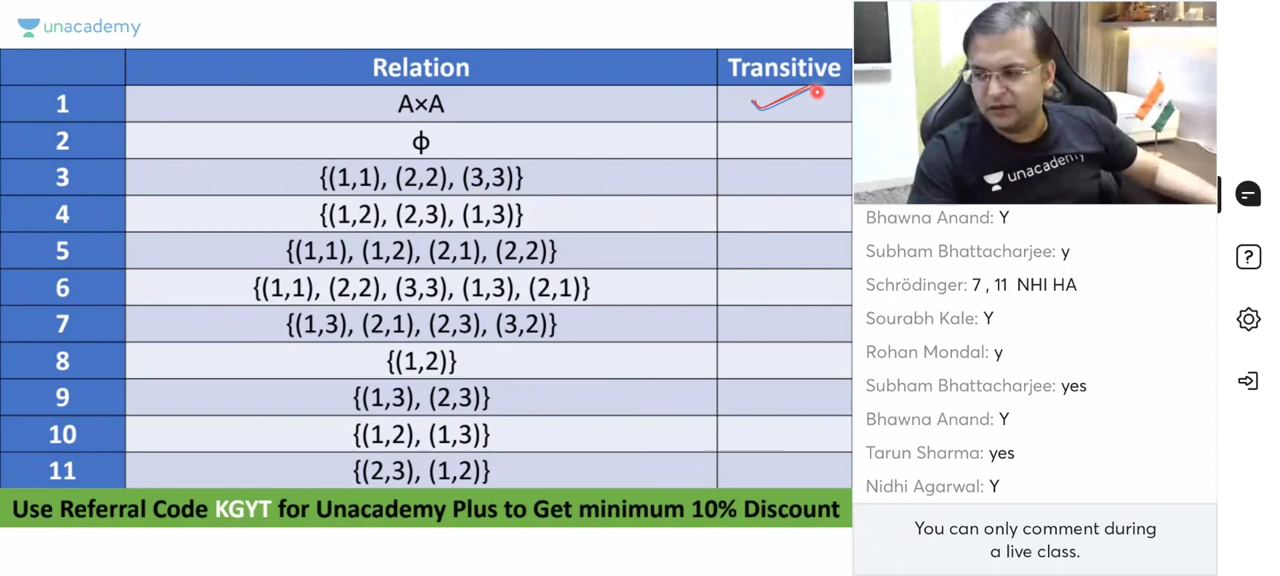 unacademy
Relation Transitive
1 A×A
2 ф
3 {(1,1), (2,2), (3,3)}
4 {(1,2), (2,3), (1,3)}
5 {(1,1), (1,2), (2,1), (2,2)}
6 {(1,1), (2,2), (3,3), (1,3), (2,1)}
7 {(1,3), (2,1), (2,3), (3,2)}
8 {(1,2)}
9 {(1,3), (2,3)}
10 {(1,2), (1,3)}
11 {(2,3), (1,2)}
Use Referral Code KGYT for Unacademy Plus to Get minimum 10% Discount
unacademy
Bhawna Anand: Y
Subham Bhattacharjee: y
Schrödinger: 7 , 11 NHI HA
Sourabh Kale: Y
Rohan Mondal: y
Subham Bhattacharjee: yes
Bhawna Anand: Y
Tarun Sharma: yes
Nidhi Agarwal: Y
You can only comment during
a live class.
?